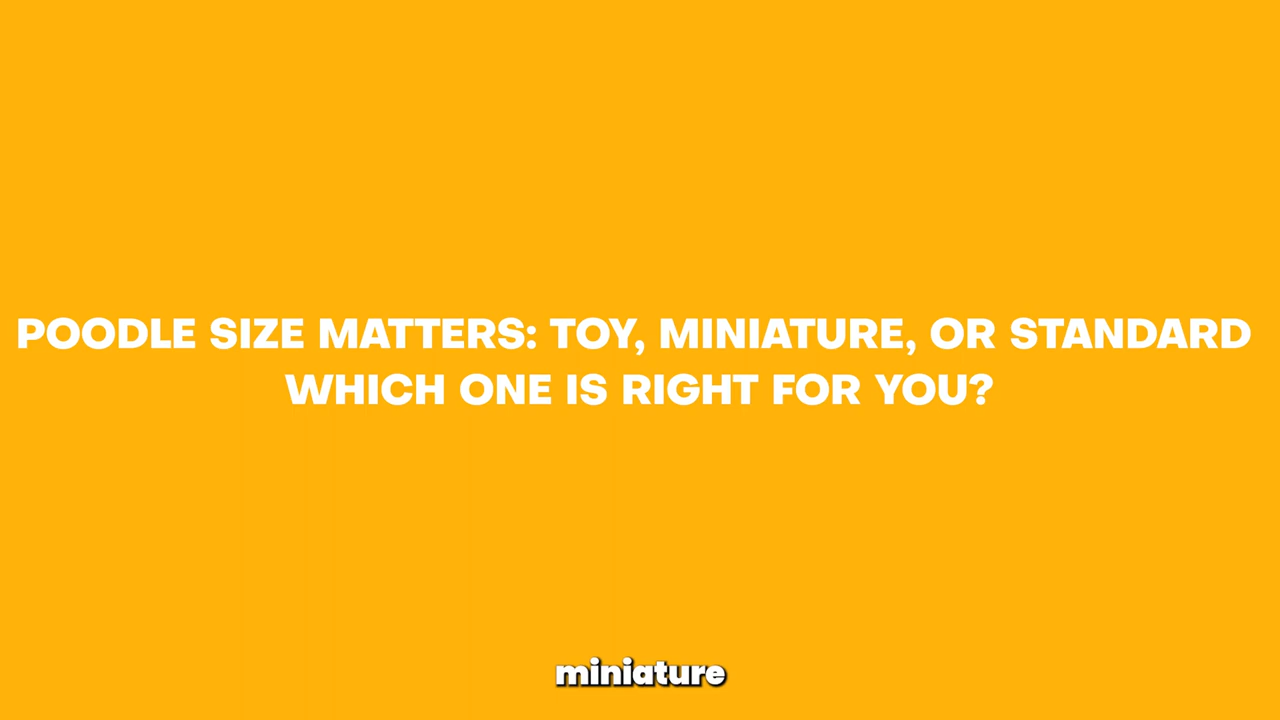 POODLE SIZE MATTERS: TOY, MINIATURE, OR STANDARD
WHICH ONE IS RIGHT FOR YOU?
miniature